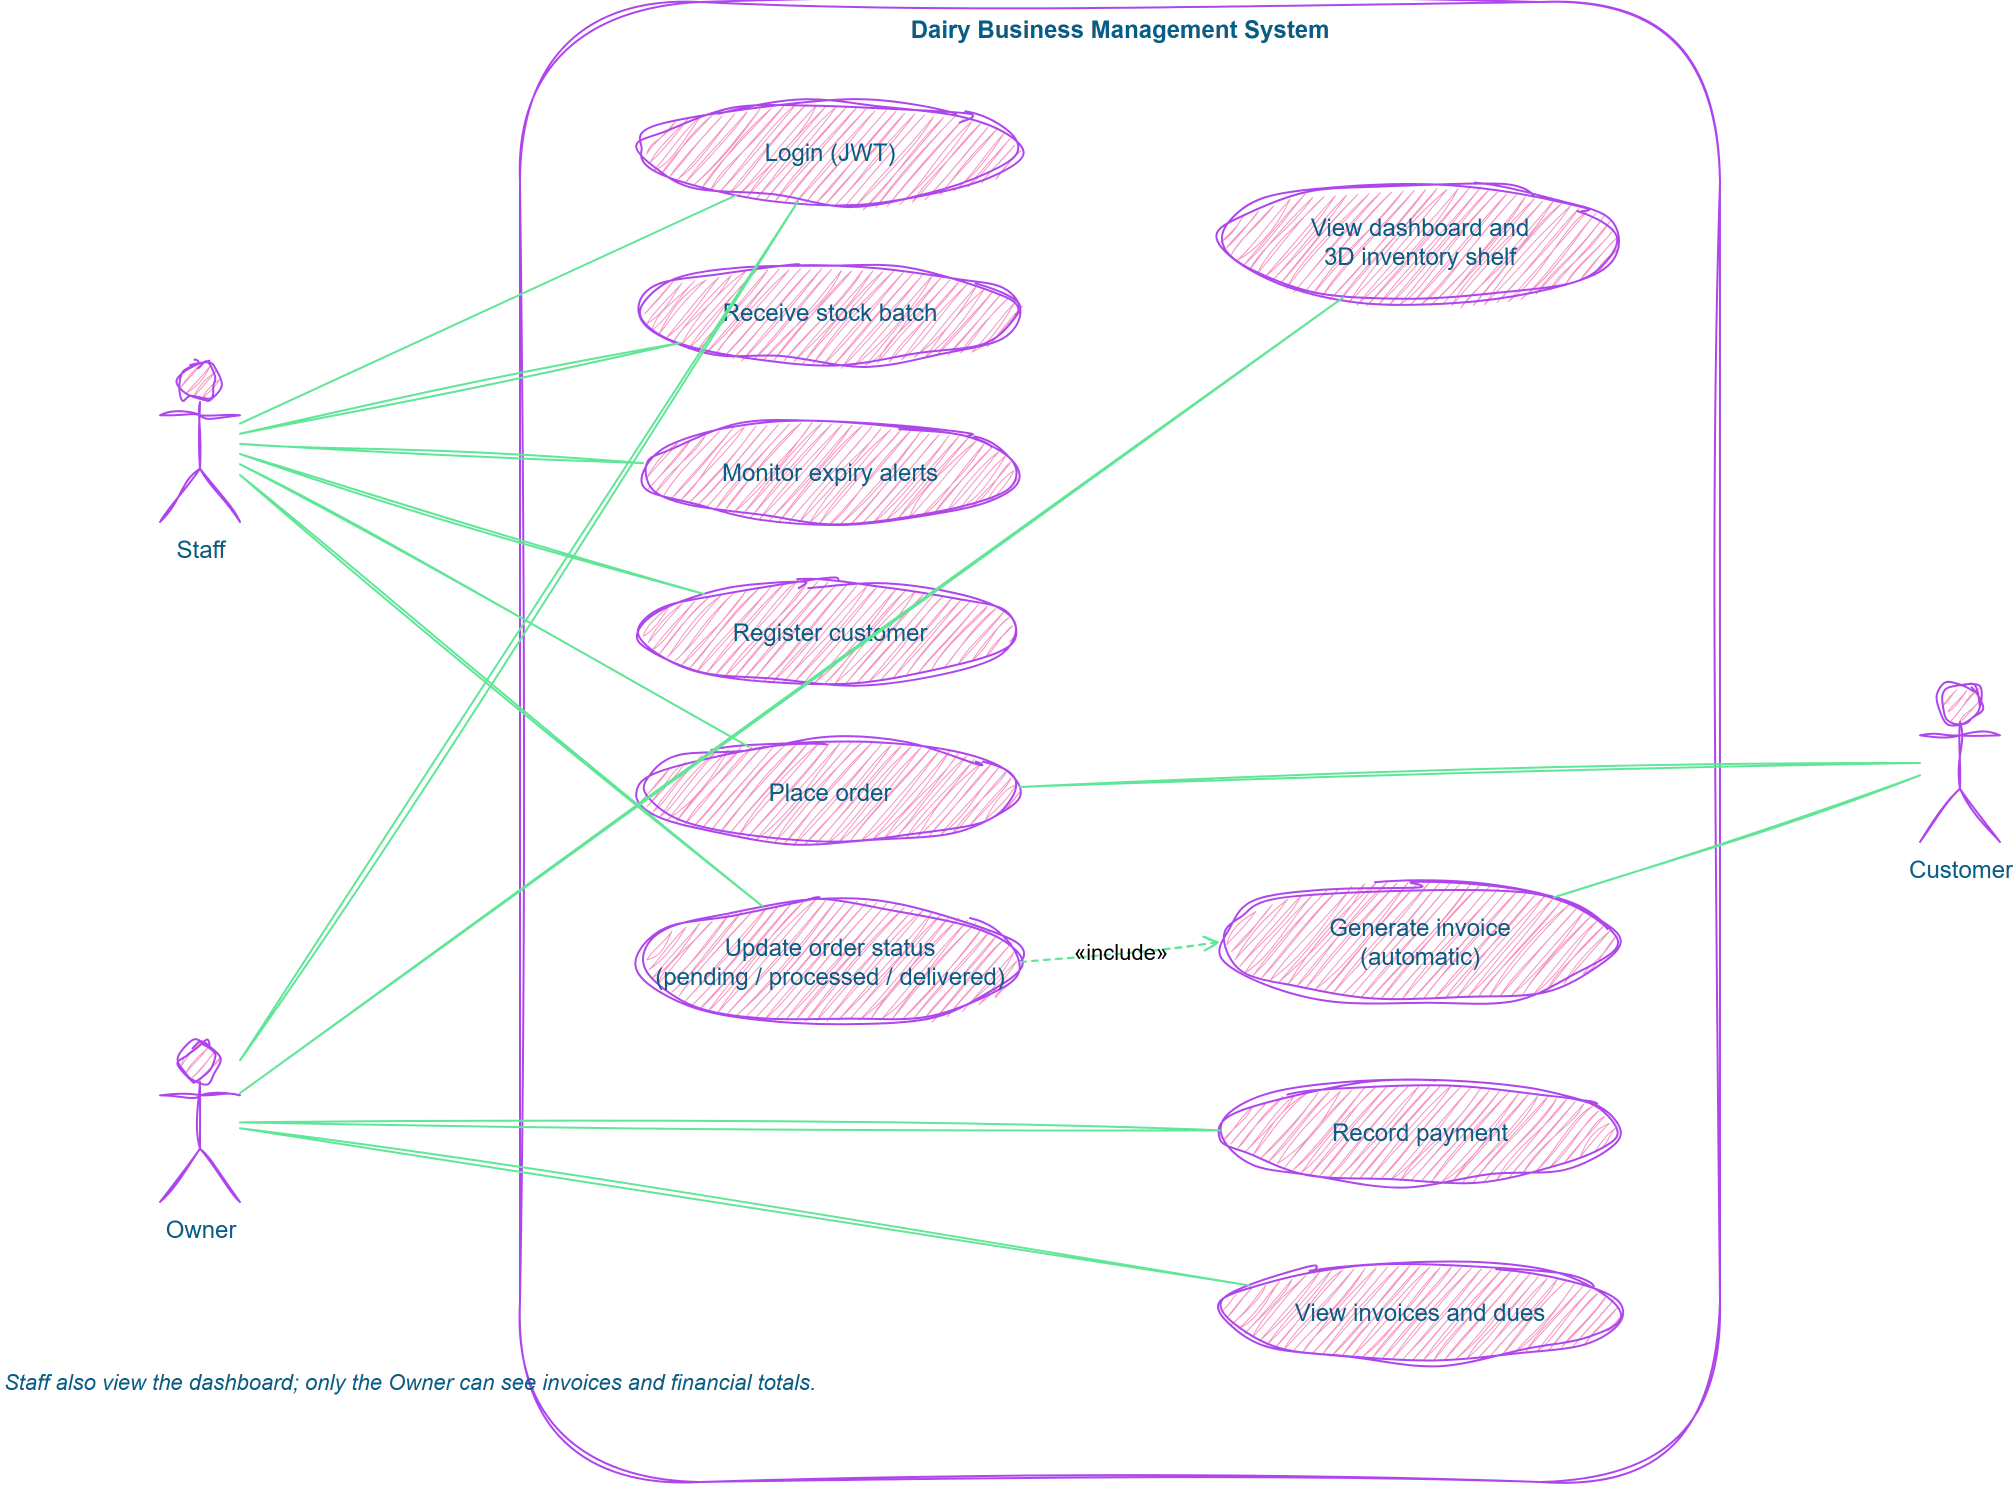 Dairy Business Management System
Login (JWT)
View dashboard and
3D inventory shelf
Receive stock batch
Monitor expiry alerts
Staff
Register customer
Place order
Customer
Update order status
(pending / processed / delivered)
«include»
Generate invoice
(automatic)
Record payment
Owner
View invoices and dues
Staff also view the dashboard; only the Owner can see invoices and financial totals.